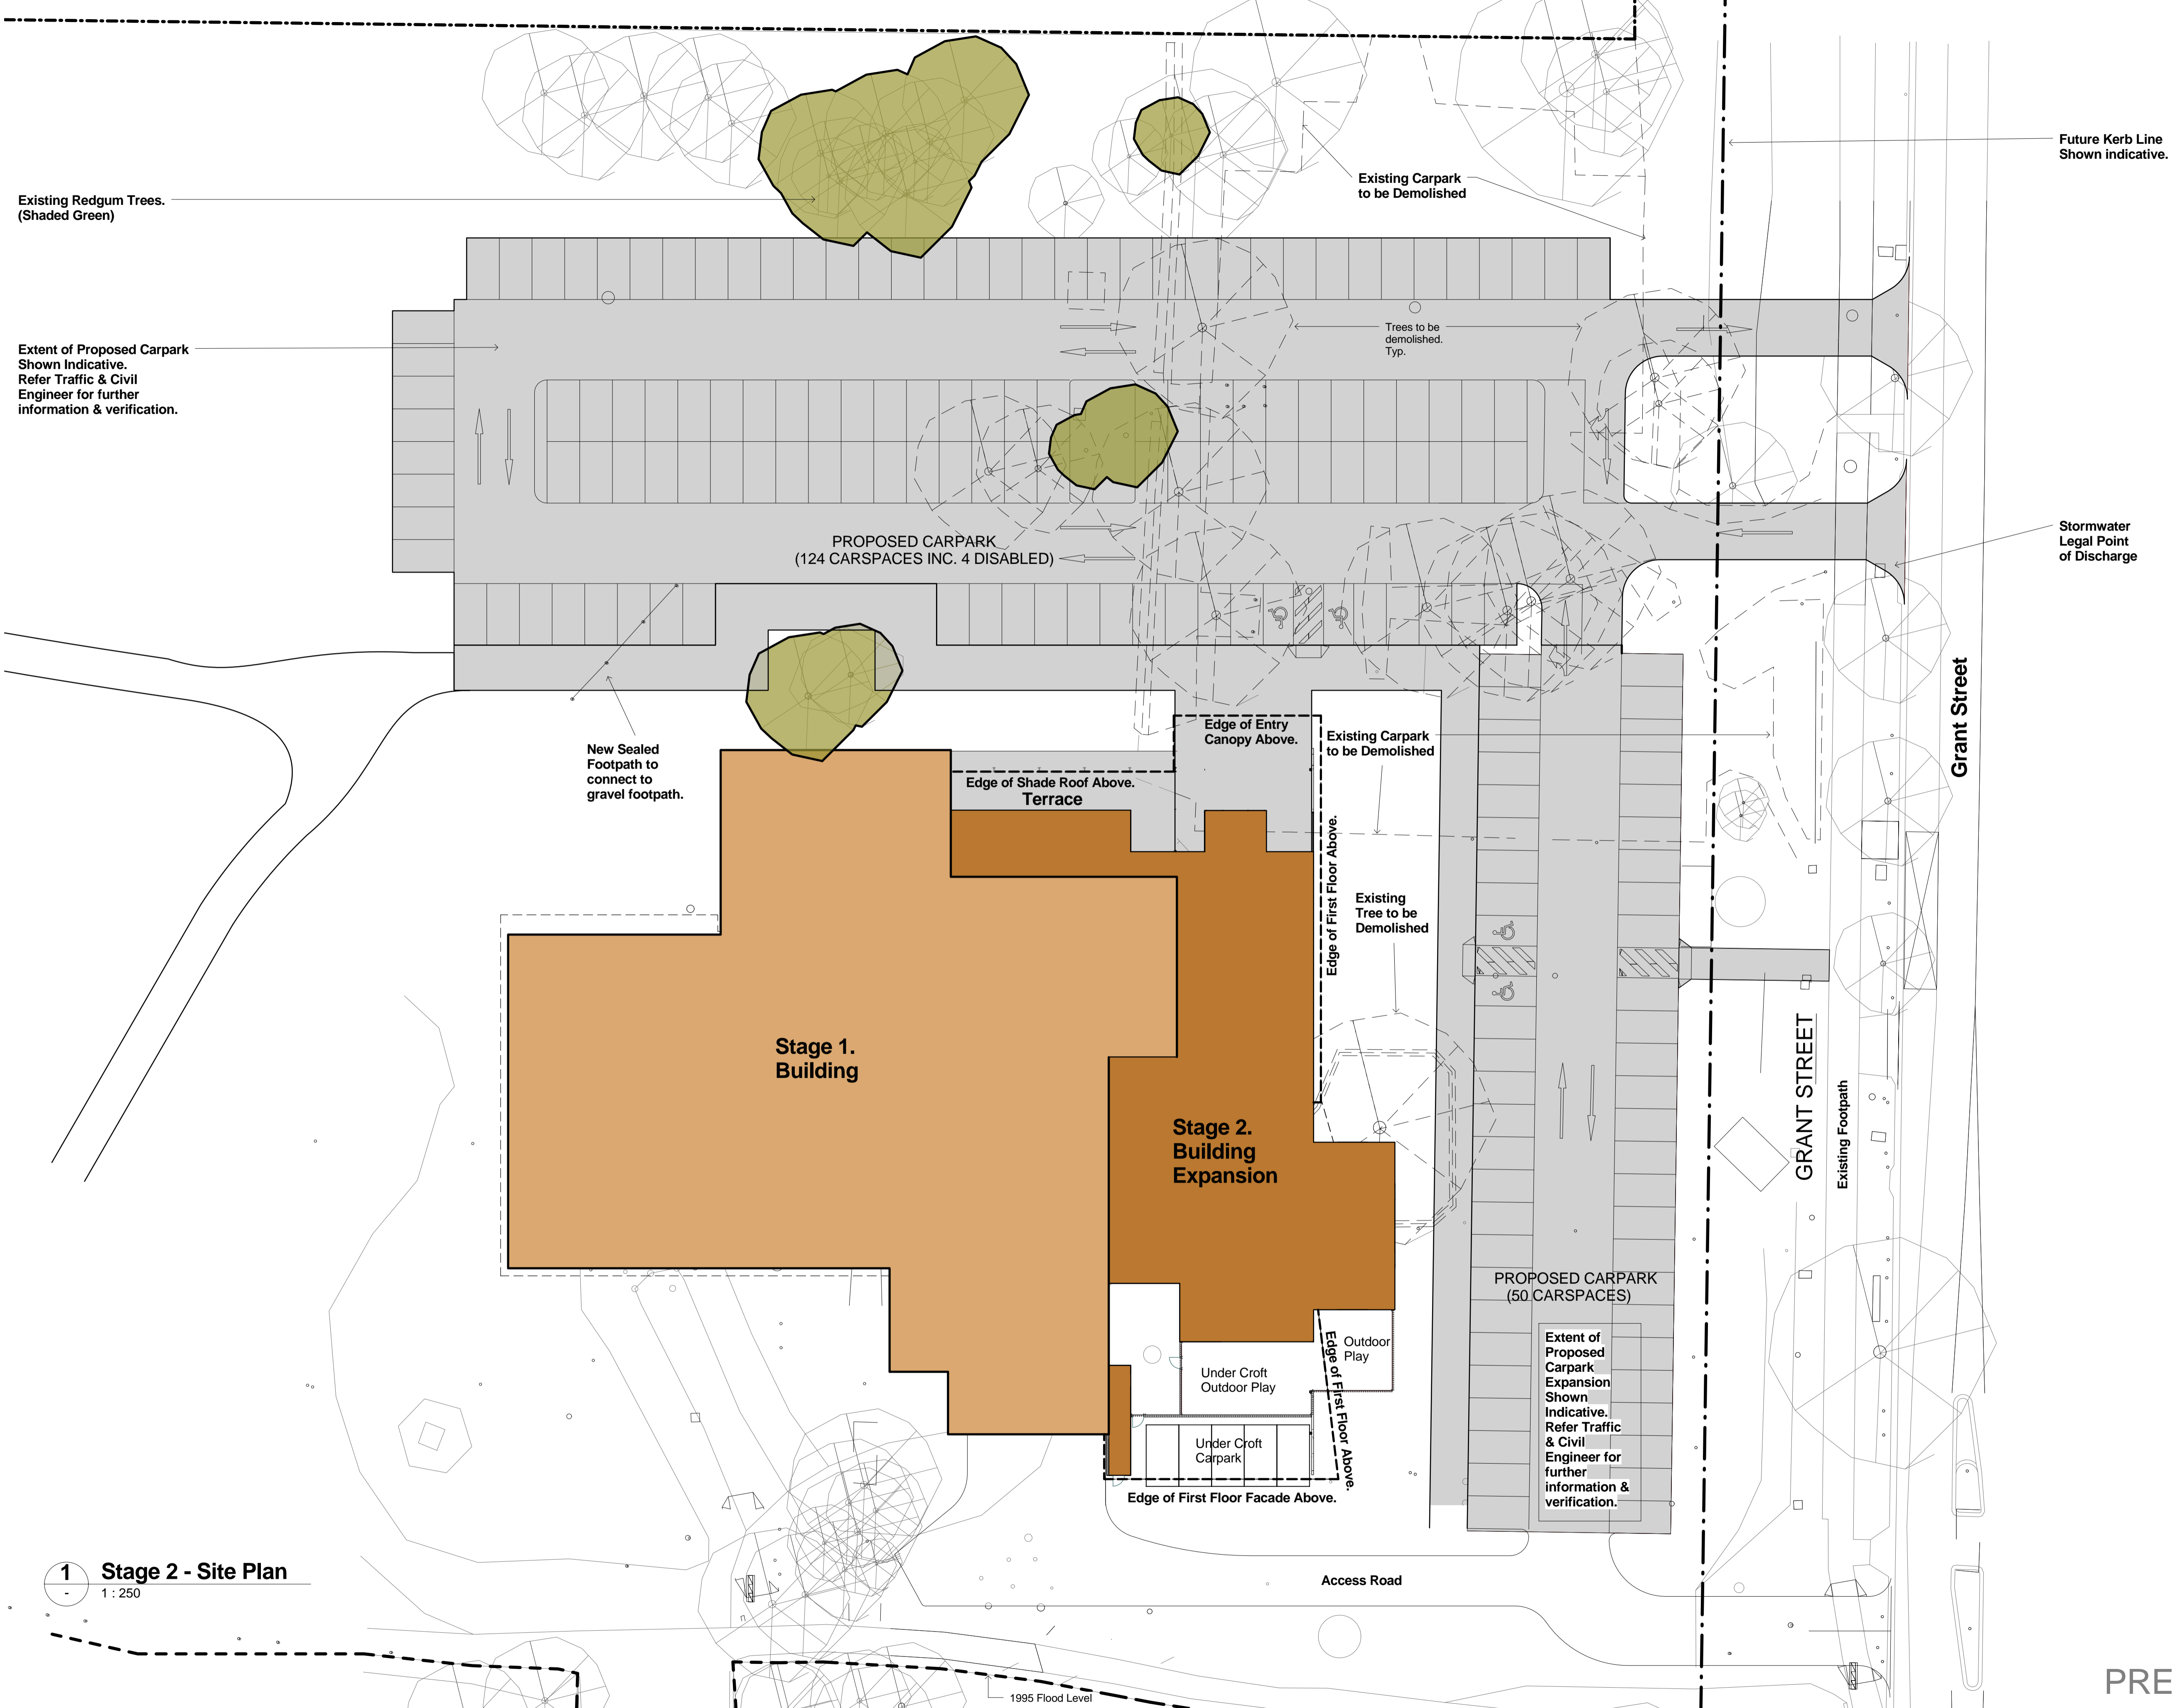 Future Kerb Line
Shown indicative.
Existing Carpark
to be Demolished
Existing Redgum Trees.
(Shaded Green)
Trees to be
demolished.
Typ.
Extent of Proposed Carpark
Shown Indicative.
Refer Traffic & Civil
Engineer for further
information & verification.
PROPOSED CARPARK
(124 CARSPACES INC. 4 DISABLED)
Stormwater
Legal Point
of Discharge
Grant Street
New Sealed
Footpath to
connect to
gravel footpath.
Edge of Entry
Canopy Above.
Existing Carpark
to be Demolished
Edge of Shade Roof Above.
Terrace
Edge of First Floor Above.
Existing
Tree to be
Demolished
Stage 1.
Building
Stage 2.
Building
Expansion
GRANT STREET
Existing Footpath
PROPOSED CARPARK
(50 CARSPACES)
Extent of
Proposed
Carpark
Expansion
Shown
Indicative.
Refer Traffic
& Civil
Engineer for
further
information &
verification.
Outdoor
Play
Under Croft
Outdoor Play
Edge of First Floor Above.
Under Croft
Carpark
Edge of First Floor Facade Above.
Access Road
1
-
Stage 2 - Site Plan
1 : 250
1995 Flood Level
PRE